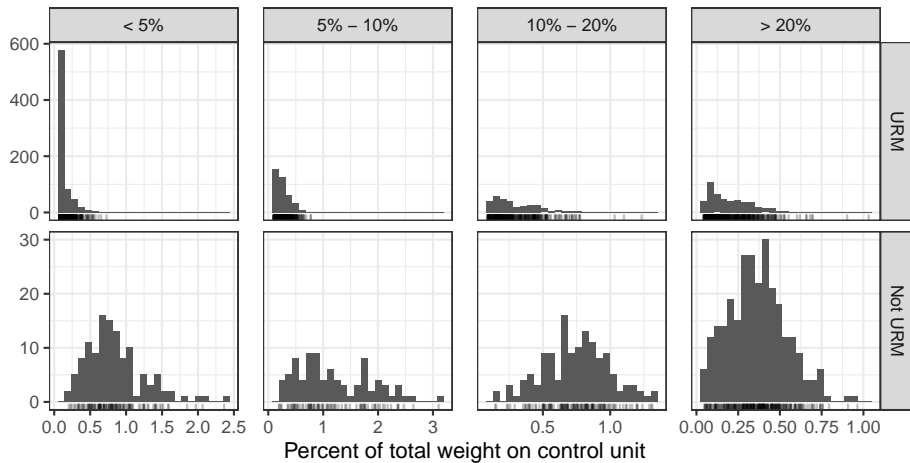 < 5%
5% − 10%
10% − 20%
> 20%
600
400
200
0
URM
30
20
10
0
Not URM
0.0 0.5 1.0 1.5 2.0 2.5
0 1 2 3
0.5 1.0
0.00 0.25 0.50 0.75 1.00
Percent of total weight on control unit